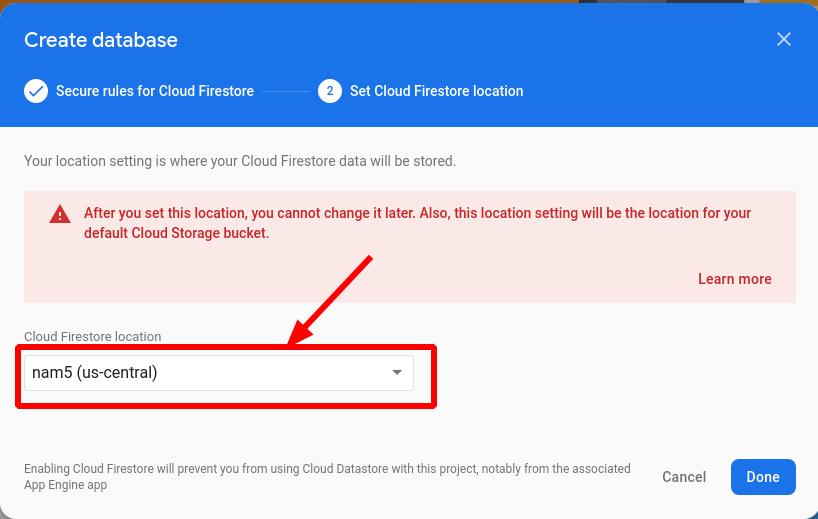 Create database
Secure rules for Cloud Firestore
2 Set Cloud Firestore location
Your location setting is where your Cloud Firestore data will be stored.
After you set this location, you cannot change it later. Also, this location setting will be the location for your
default Cloud Storage bucket.
Learn more
Cloud Firestore location
nam5 (us-central)
Enabling Cloud Firestore will prevent you from using Cloud Datastore with this project, notably from the associated
App Engine app
Cancel
Done